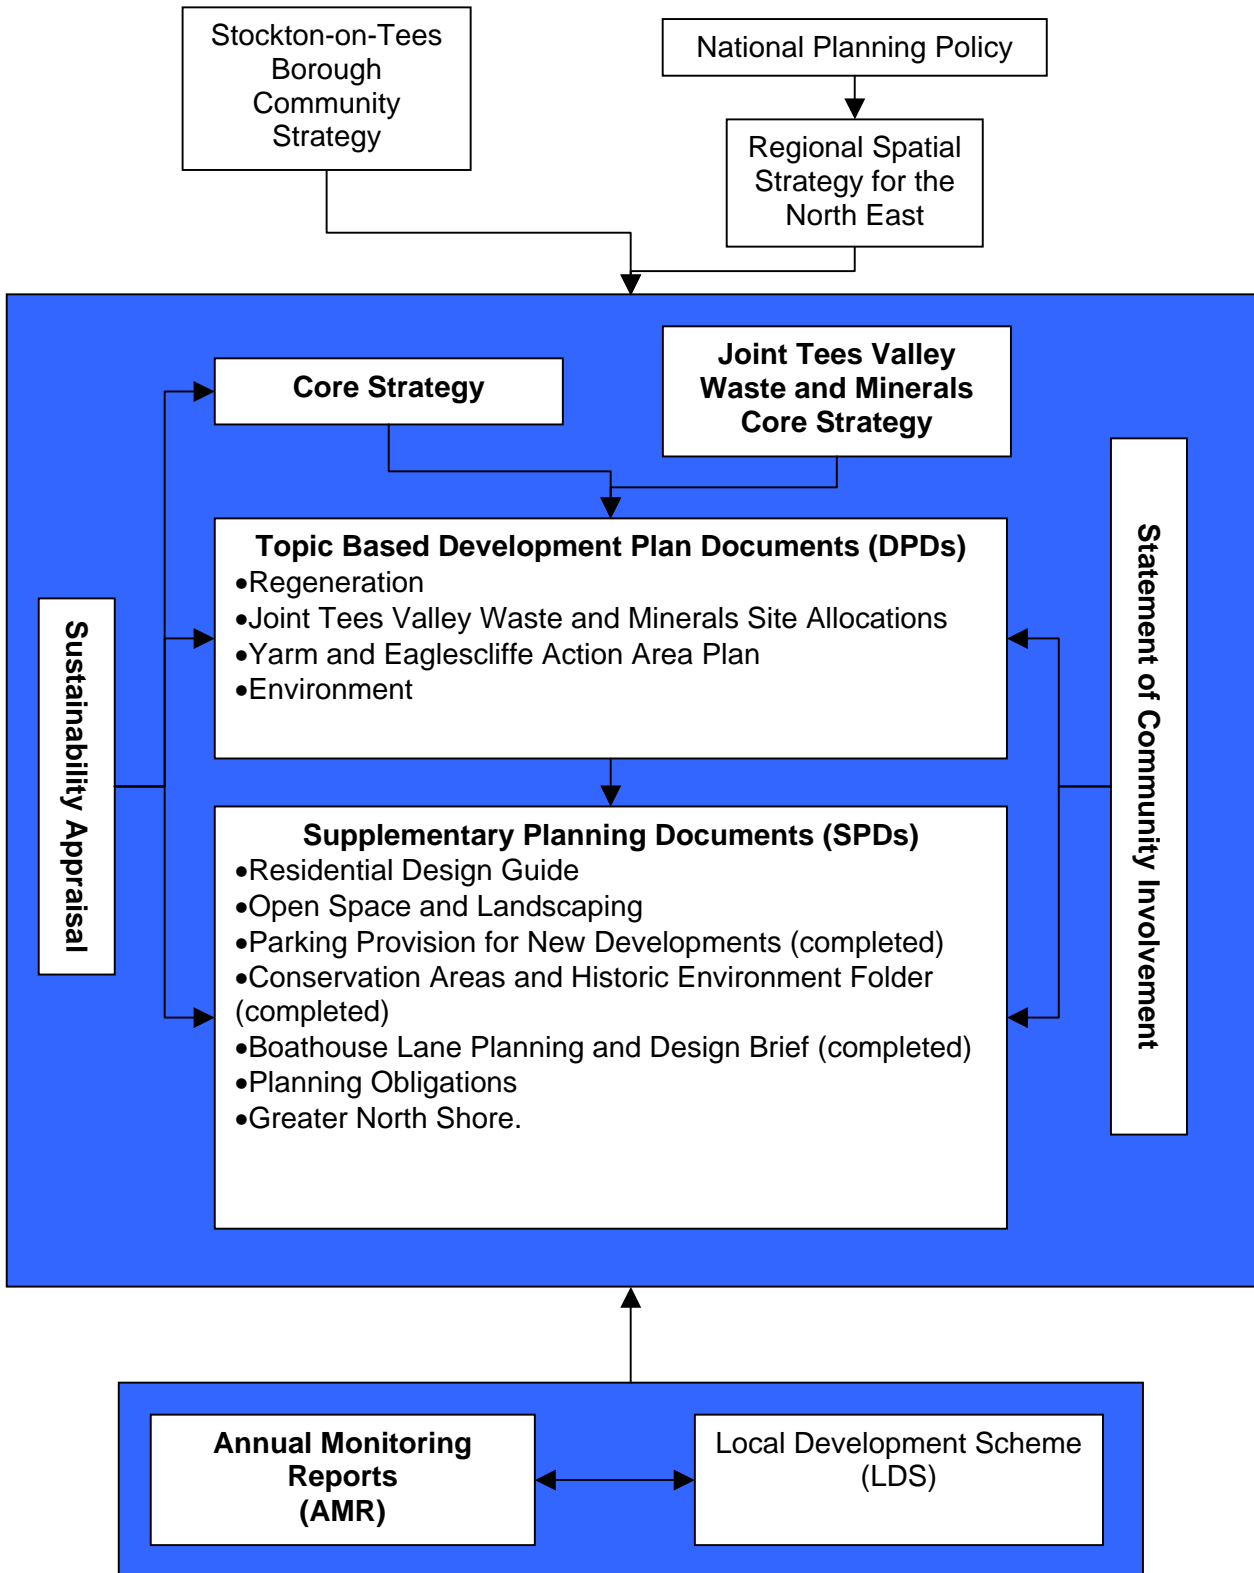 Stockton-on-Tees
Borough
Community
Strategy
National Planning Policy
Regional Spatial
Strategy for the
North East
Core Strategy
Joint Tees Valley
Waste and Minerals
Core Strategy
Topic Based Development Plan Documents (DPDs)
•Regeneration
•Joint Tees Valley Waste and Minerals Site Allocations
•Yarm and Eaglescliffe Action Area Plan
•Environment
Sustainability Appraisal
Statement of Community Involvement
Supplementary Planning Documents (SPDs)
•Residential Design Guide
•Open Space and Landscaping
•Parking Provision for New Developments (completed)
•Conservation Areas and Historic Environment Folder
(completed)
•Boathouse Lane Planning and Design Brief (completed)
•Planning Obligations
•Greater North Shore.
Annual Monitoring
Reports
(AMR)
Local Development Scheme
(LDS)